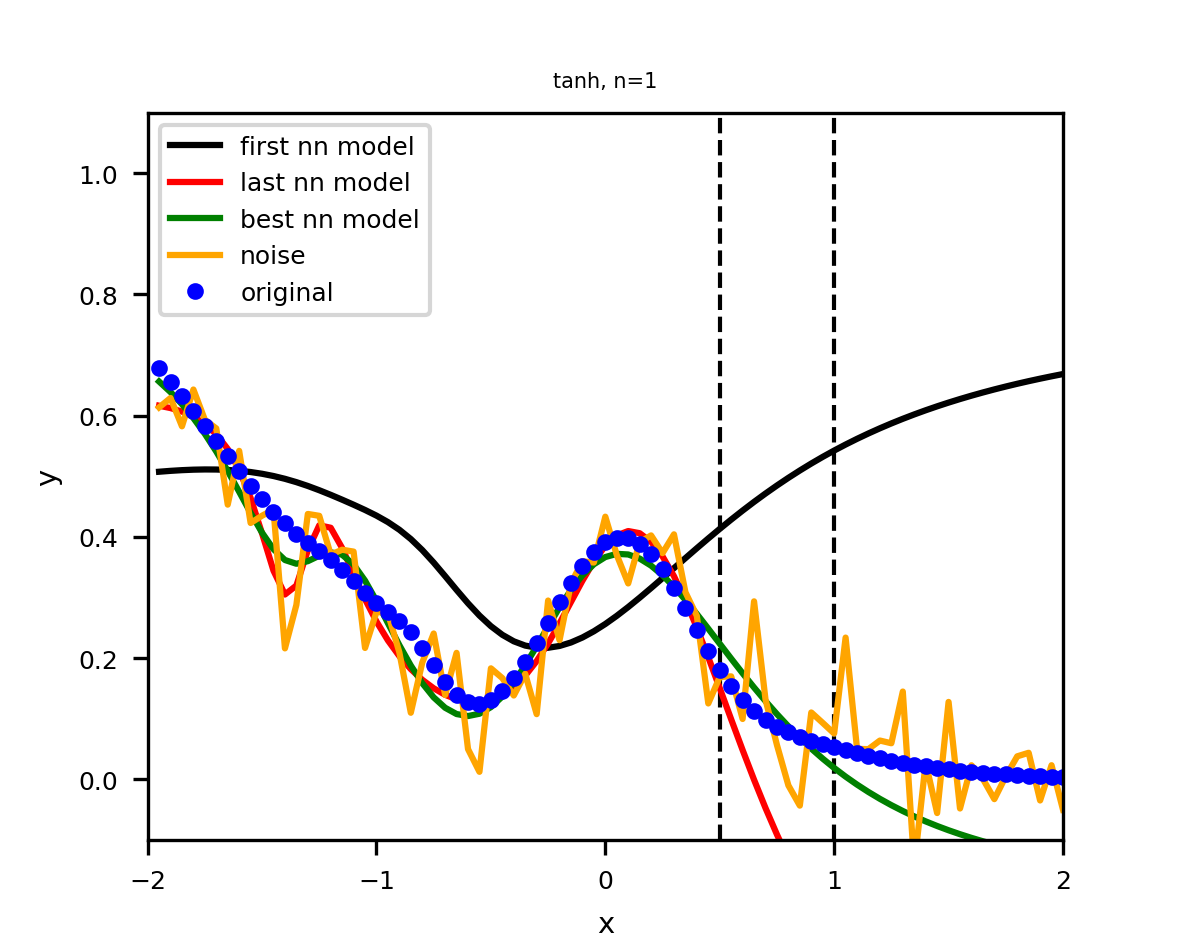 tanh, n=1
first nn model
last nn model
best nn model
noise
original
y
1.0
0.8
0.6
0.4
0.2
0.0
−2 −1 0 1 2
x